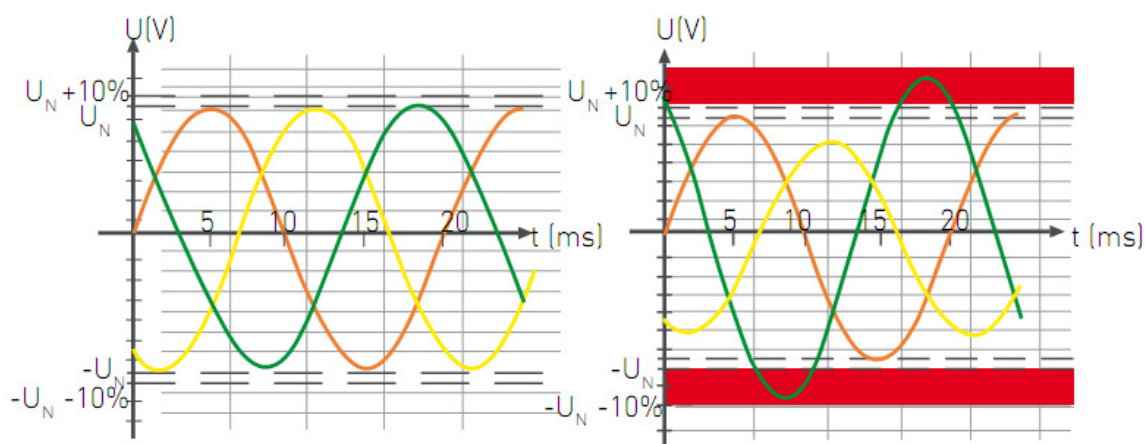 U(V)
U_N +10%
U_N
5 10 15 20
t (ms)
-U_N
-U_N -10%
U(V)
U_N +10%
U_N
5 10 15 20
t (ms)
-U_N
-U_N -10%